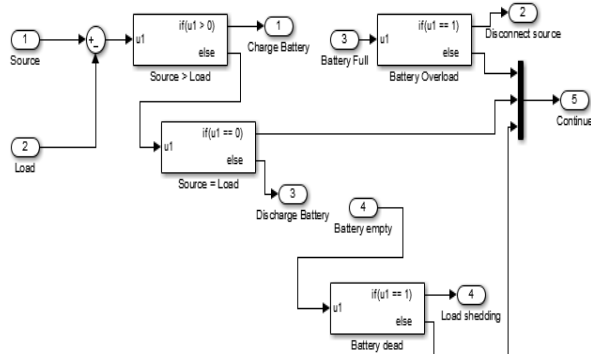 1
Source
+
−
u1
if(u1 > 0)
else
Source > Load
1
Charge Battery
3
Battery Full
u1
if(u1 == 1)
else
Battery Overload
2
Disconnect source
5
Continue
2
Load
u1
if(u1 == 0)
else
Source = Load
3
Discharge Battery
4
Battery empty
u1
if(u1 == 1)
else
Battery dead
4
Load shedding